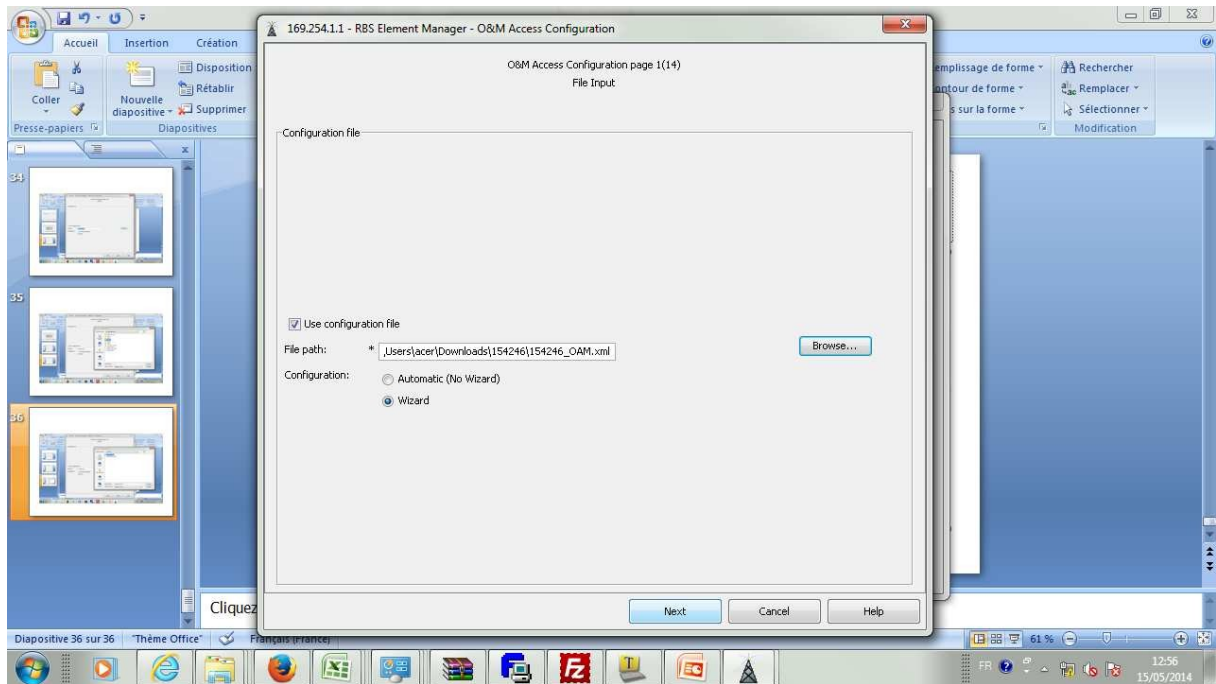 169.254.1.1 - RBS Element Manager - O&M Access Configuration
Accueil Insertion Création
Coller
Nouvelle diapositive
Disposition
Rétablir
Supprimer
Presse-papiers
Diapositives
emplissage de forme
ontour de forme
s sur la forme
Rechercher
Remplacer
Sélectionner
Modification
O&M Access Configuration page 1(14)
File Input
Configuration file
Use configuration file
File path: * ,Users\acer\Downloads\154246\154246_OAM.xml Browse...
Configuration: Automatic (No Wizard)
Wizard
Next Cancel Help
34
35
36
Cliquez
Diapositive 36 sur 36 "Thème Office" Français (France) 61 %
FR 12:56
15/05/2014